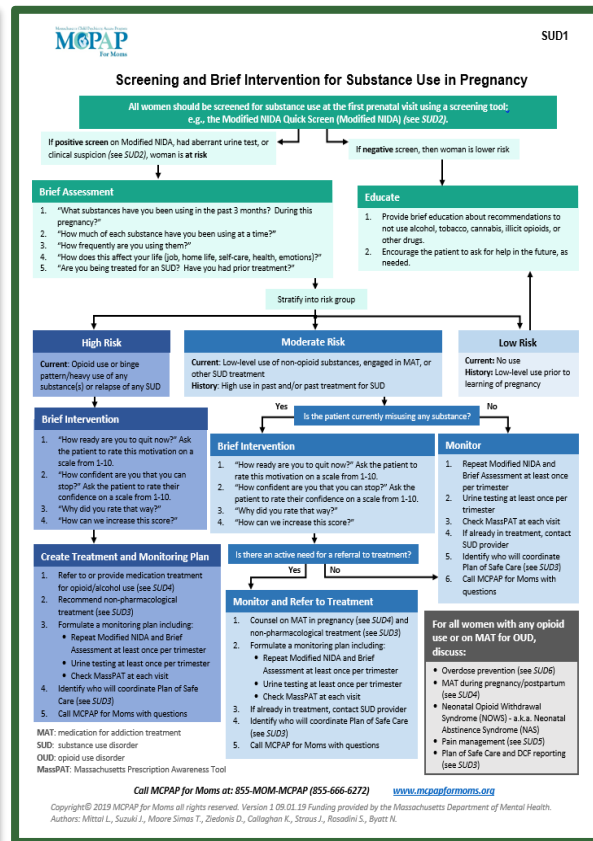 MCPAP
For Moms
SUD1
Screening and Brief Intervention for Substance Use in Pregnancy
All women should be screened for substance use at the first prenatal visit using a screening tool;
e.g., the Modified NIDA Quick Screen (Modified NIDA) (see SUD2).
If positive screen on Modified NIDA, had aberrant urine test, or
clinical suspicion (see SUD2), woman is at risk
If negative screen, then woman is lower risk
Brief Assessment
1. "What substances have you been using in the past 3 months? During this
pregnancy?"
2. "How much of each substance have you been using at a time?"
3. "How frequently are you using them?"
4. "How does this affect your life (job, home life, self-care, health, emotions)?"
5. "Are you being treated for an SUD? Have you had prior treatment?"
Educate
1. Provide brief education about recommendations to
not use alcohol, tobacco, cannabis, illicit opioids, or
other drugs.
2. Encourage the patient to ask for help in the future, as
needed.
Stratify into risk group
High Risk
Current: Opioid use or binge
pattern/heavy use of any
substance(s) or relapse of any SUD
Moderate Risk
Current: Low-level use of non-opioid substances, engaged in MAT, or
other SUD treatment
History: High use in past and/or past treatment for SUD
Low Risk
Current: No use
History: Low-level use prior to
learning of pregnancy
Yes
Is the patient currently misusing any substance?
No
Brief Intervention
1. "How ready are you to quit now?" Ask
the patient to rate this motivation on a
scale from 1-10.
2. "How confident are you that you can
stop?" Ask the patient to rate their
confidence on a scale from 1-10.
3. "Why did you rate that way?"
4. "How can we increase this score?"
Brief Intervention
1. "How ready are you to quit now?" Ask the patient to
rate this motivation on a scale from 1-10.
2. "How confident are you that you can stop?" Ask the
patient to rate their confidence on a scale from 1-10.
3. "Why did you rate that way?"
4. "How can we increase this score?"
Monitor
1. Repeat Modified NIDA and
Brief Assessment at least once
per trimester
2. Urine testing at least once per
trimester
3. Check MassPAT at each visit
4. If already in treatment, contact
SUD provider
5. Identify who will coordinate
Plan of Safe Care (see SUD3)
6. Call MCPAP for Moms with
questions
Is there an active need for a referral to treatment?
Yes
No
Create Treatment and Monitoring Plan
1. Refer to or provide medication treatment
for opioid/alcohol use (see SUD4)
2. Recommend non-pharmacological
treatment (see SUD3)
3. Formulate a monitoring plan including:
• Repeat Modified NIDA and Brief
Assessment at least once per trimester
• Urine testing at least once per trimester
• Check MassPAT at each visit
4. Identify who will coordinate Plan of Safe
Care (see SUD3)
5. Call MCPAP for Moms with questions
Monitor and Refer to Treatment
1. Counsel on MAT in pregnancy (see SUD4) and
non-pharmacological treatment (see SUD3)
2. Formulate a monitoring plan including:
• Repeat Modified NIDA and Brief
Assessment at least once per trimester
• Urine testing at least once per trimester
• Check MassPAT at each visit
3. If already in treatment, contact SUD provider
4. Identify who will coordinate Plan of Safe Care
(see SUD3)
5. Call MCPAP for Moms with questions
For all women with any opioid
use or on MAT for OUD,
discuss:
• Overdose prevention (see SUD6)
• MAT during pregnancy/postpartum
(see SUD4)
• Neonatal Opioid Withdrawal
Syndrome (NOWS) - a.k.a. Neonatal
Abstinence Syndrome (NAS)
• Pain management (see SUD5)
• Plan of Safe Care and DCF reporting
(see SUD3)
MAT: medication for addiction treatment
SUD: substance use disorder
OUD: opioid use disorder
MassPAT: Massachusetts Prescription Awareness Tool
Call MCPAP for Moms at: 855-MOM-MCPAP (855-666-6272) www.mcpapformoms.org
Copyright© 2019 MCPAP for Moms all rights reserved. Version 1 09.01.19 Funding provided by the Massachusetts Department of Mental Health.
Authors: Mittal L., Suzuki J., Moore Simas T., Ziedonis D., Callaghan K., Straus J., Rosadini S., Byatt N.